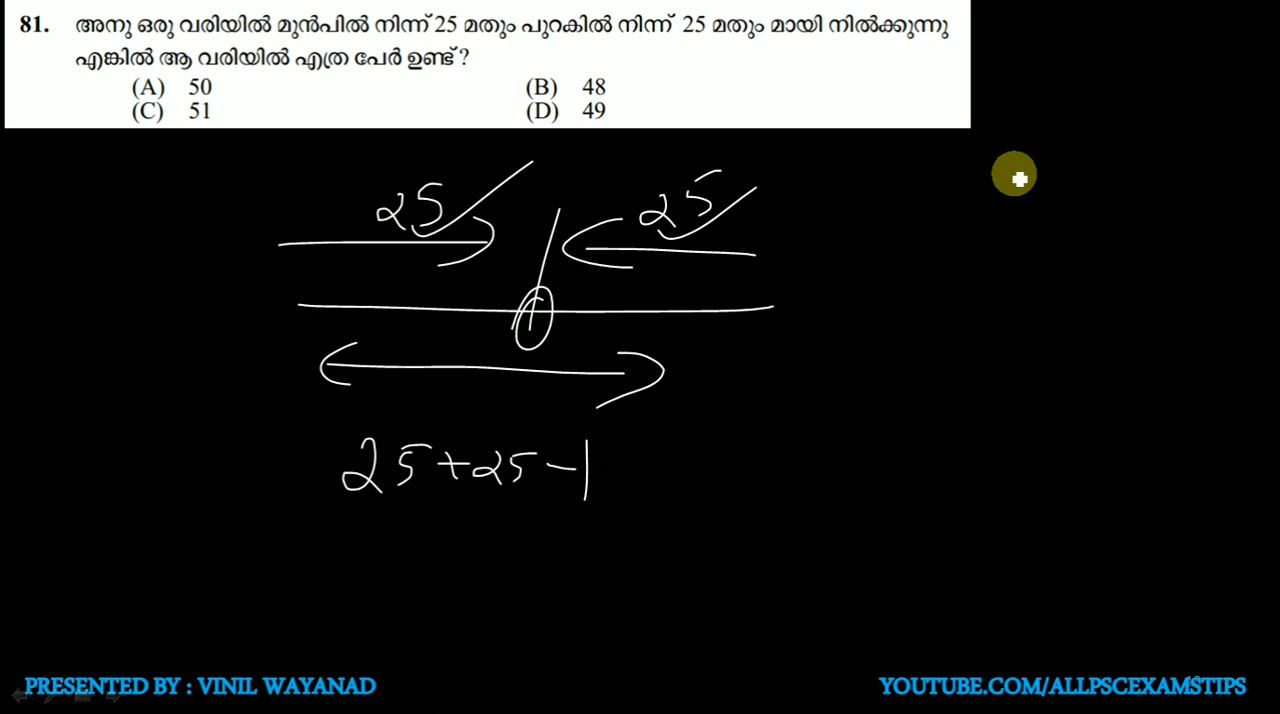 81. അനു ഒരു വരിയിൽ മുൻപിൽ നിന്ന് 25 മതും പുറകിൽ നിന്ന് 25 മതും മായി നിൽക്കുന്നു
എങ്കിൽ ആ വരിയിൽ എത്ര പേർ ഉണ്ട് ?
(A) 50 (B) 48
(C) 51 (D) 49
25 25
25+25-1
PRESENTED BY : VINIL WAYANAD YOUTUBE.COM/ALLPSCEXAMSTIPS